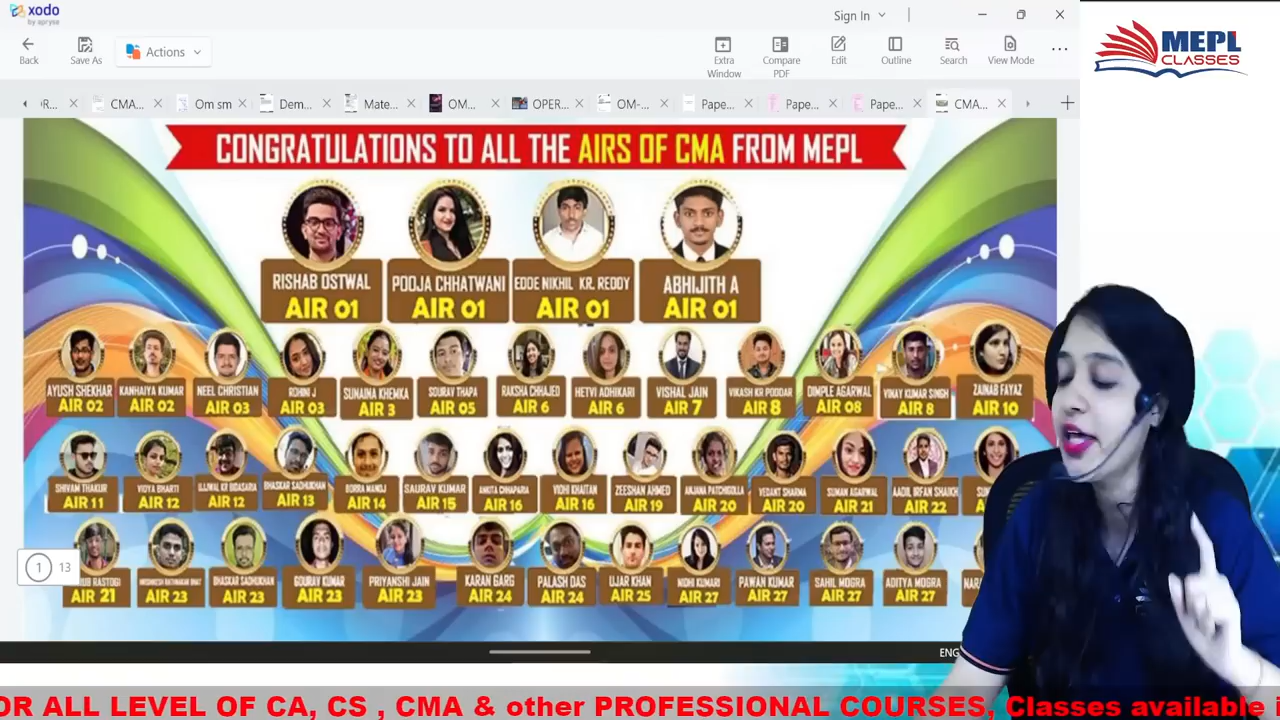 xodo
by apryse
Sign In
Back
Save As
Actions
Extra Window
Compare PDF
Edit
Outline
Search
View Mode
MEPL
CLASSES
CMA...
Om sm
Dem...
Mate...
OM...
OPER...
OM-...
Pape...
Pape...
Pape...
CMA...
CONGRATULATIONS TO ALL THE AIRS OF CMA FROM MEPL
RISHAB OSTWAL POOJA CHHATWANI EDDE NIKHIL KR. REDDY ABHIJITH A
AIR 01 AIR 01 AIR 01 AIR 01
AYUSH SHEKHAR KANHAIYA KUMAR NEEL CHRISTIAN ROHINI J SUNAINA KHEMKA SOURAV THAPA RAKSHA CHHAJED HETVI ADHIKARI VISHAL JAIN VIKASH KR PODDAR DIMPLE AGARWAL VINAY KUMAR SINGH ZAINAB FAYAZ
AIR 02 AIR 02 AIR 03 AIR 03 AIR 3 AIR 05 AIR 6 AIR 6 AIR 7 AIR 8 AIR 08 AIR 8 AIR 10
SHIVAM THAKUR VIDYA BHARTI BHASKAR SADHUKHAN BORRA MANOJ SAURAV KUMAR ANKITA CHHAPARIA VIDHI KHAITAN ZEESHAN AHMED ANJANA PATCHIGOLLA VEDANT SHARMA SUMAN AGARWAL AADIL IRFAN SHAIKH
AIR 11 AIR 12 AIR 12 AIR 13 AIR 14 AIR 15 AIR 16 AIR 16 AIR 19 AIR 20 AIR 20 AIR 21 AIR 22
1 13
RASTOGI BHASKAR SADHUKHAN GOURAV KUMAR PRIYANSHI JAIN KARAN GARG PALASH DAS UJAR KHAN NIDHI KUMARI PAWAN KUMAR SAHIL MOGRA ADITYA MOGRA
AIR 21 AIR 23 AIR 23 AIR 23 AIR 23 AIR 24 AIR 24 AIR 25 AIR 27 AIR 27 AIR 27 AIR 27
ENG
OR ALL LEVEL OF CA, CS , CMA & other PROFESSIONAL COURSES, Classes available